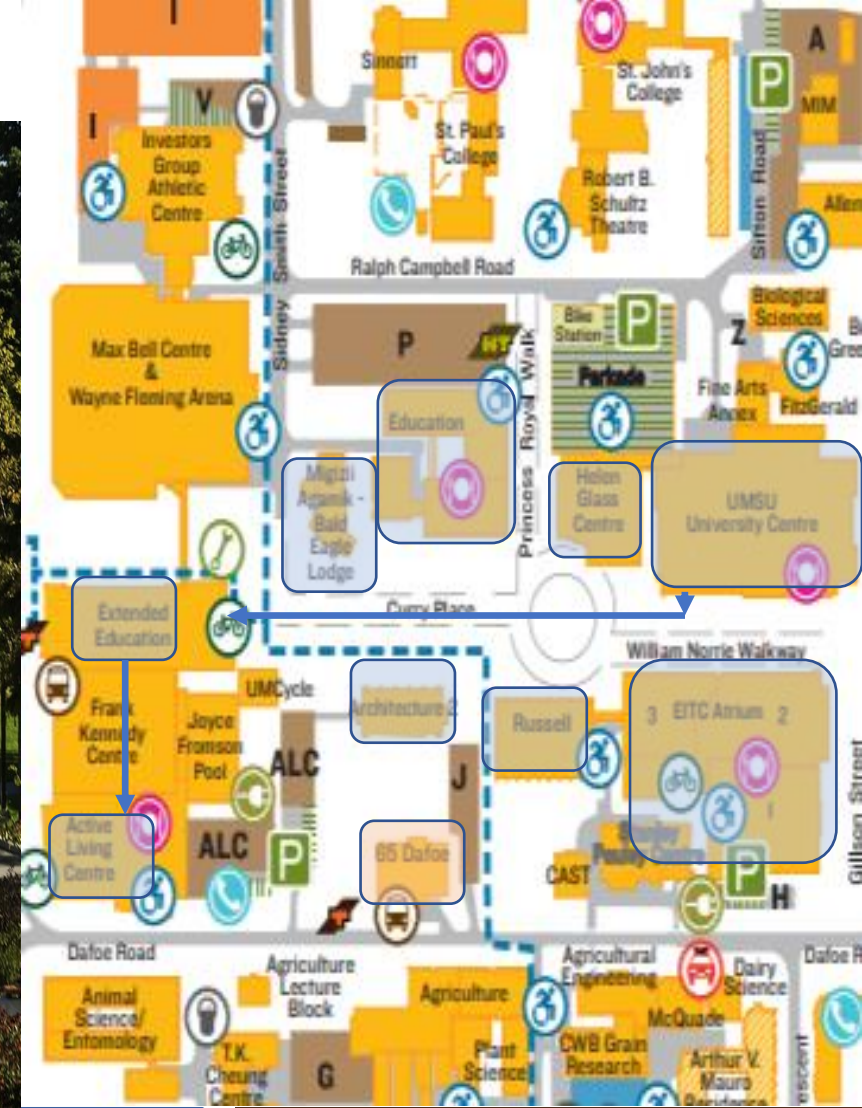 I
A
Sinnott
St. John's
College
MIM
V
I
St. Paul's
College
Investors
Group
Athletic
Centre
Robert B.
Schultz
Theatre
Sifton Road
Allen
Sidney Smith Street
Ralph Campbell Road
Biological
Sciences
Bike
Station
P
P
HT
Z
Princess Royal Walk
Max Bell Centre
&
Wayne Fleming Arena
Parkade
Fine Arts
Annex
FitzGerald
Education
Migizii
Agamik -
Bald
Eagle
Lodge
Helen
Glass
Centre
UMSU
University Centre
Curry Place
Extended
Education
William Norrie Walkway
UMCycle
Architecture 2
Russell
3 EITC Atrium 2
1
Frank
Kennedy
Centre
Joyce
Fromson
Pool
ALC
J
Gillson Street
Active
Living
Centre
ALC
P
65 Dafoe
CAST
P
H
Dafoe Road
Dafoe R
Agriculture
Lecture
Block
Agricultural
Engineering
Dairy
Science
Animal
Science/
Entomology
Agriculture
McQuade
T.K.
Cheung
Centre
G
Plant
Science
CWB Grain
Research
Arthur V.
Mauro
Residence
escent
P